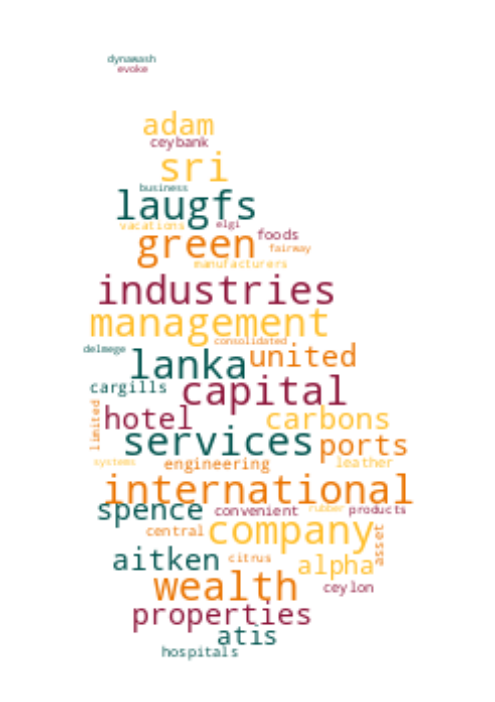 dynawash
evoke
adam
ceybank
sri
business
laugfs
vacations elgi
green foods
fairway
manufacturers
industries
management
consolidated
delmege lanka united
cargills capital
limited hotel carbons
services ports
systems engineering leather
international
spence convenient rubber products
central company asset
aitken citrus alpha
wealth ceylon
properties
atis
hospitals